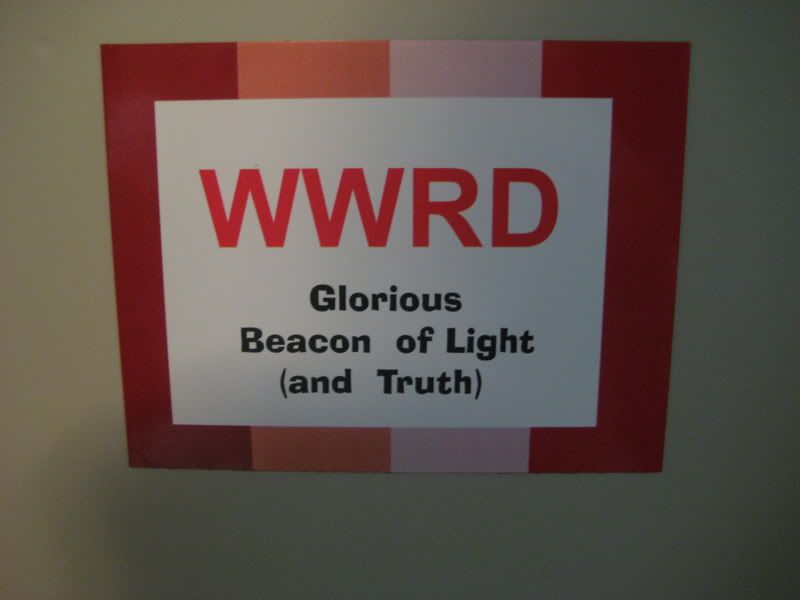 WWRD
Glorious
Beacon of Light
(and Truth)